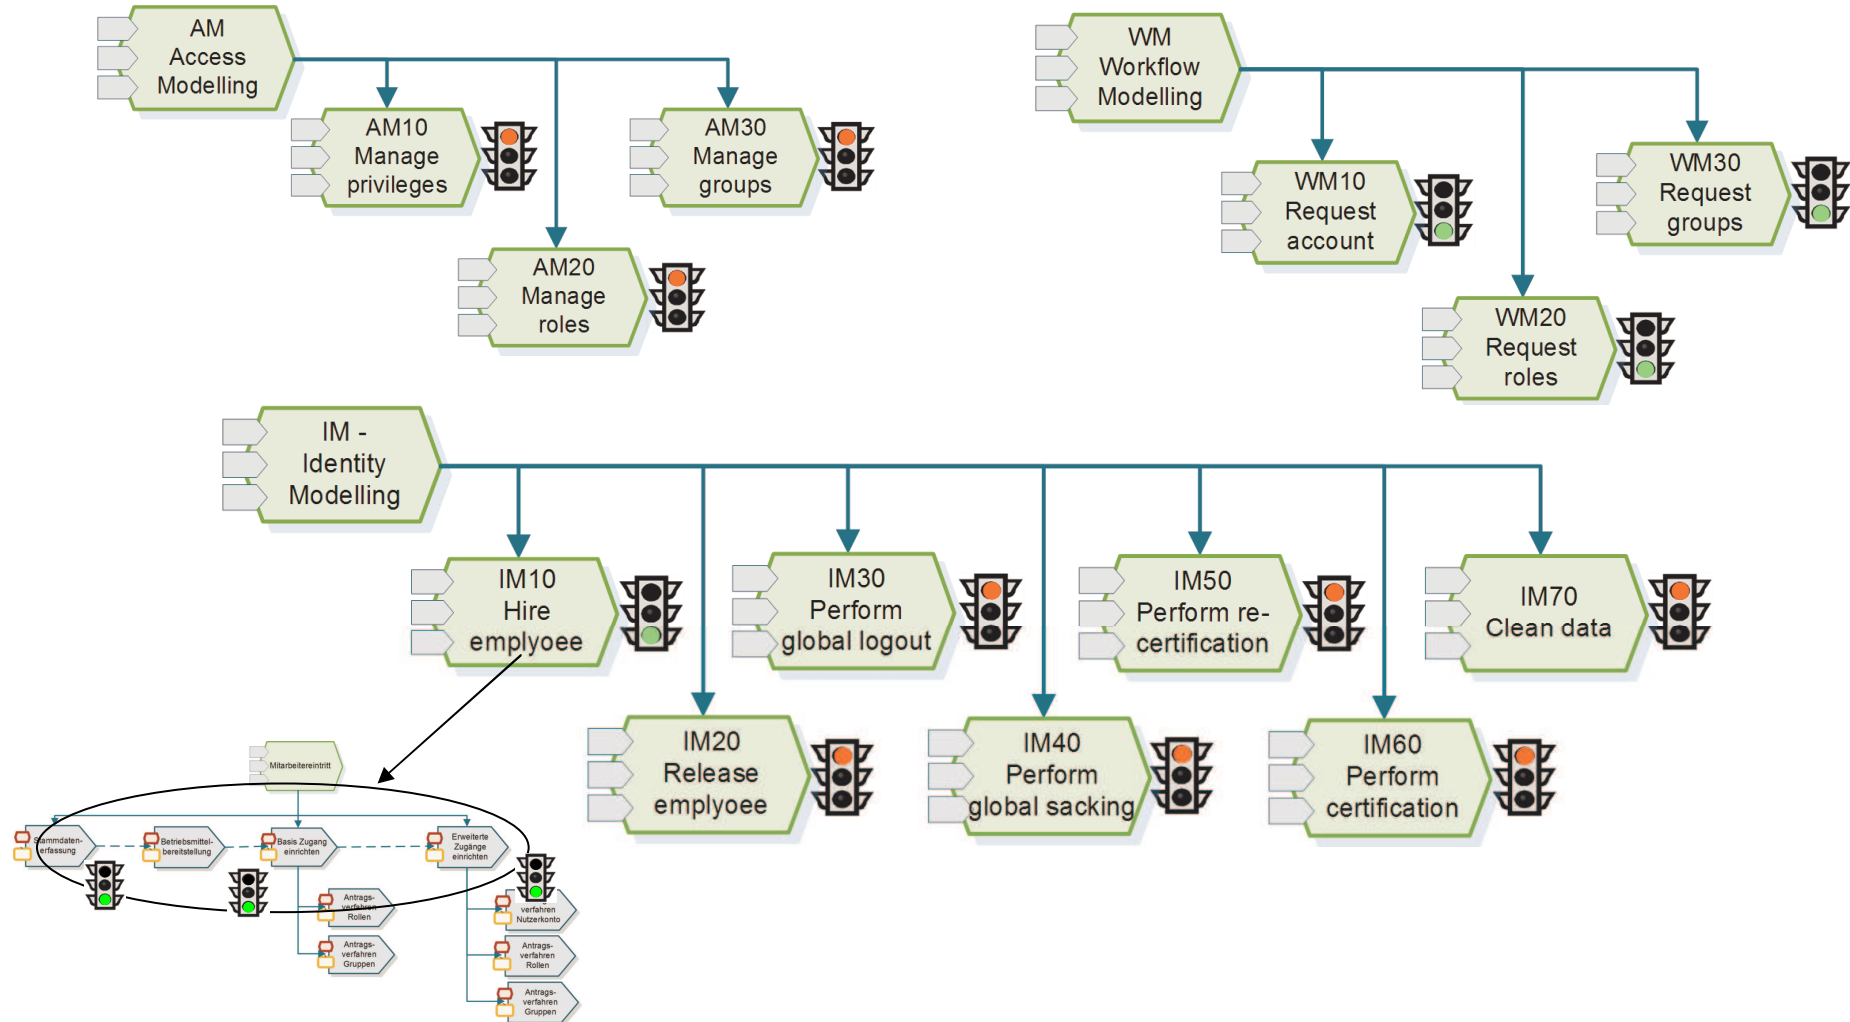 AM
Access
Modelling
AM10
Manage
privileges
AM30
Manage
groups
AM20
Manage
roles
WM
Workflow
Modelling
WM10
Request
account
WM30
Request
groups
WM20
Request
roles
IM -
Identity
Modelling
IM10
Hire
emplyoee
IM30
Perform
global logout
IM50
Perform re-
certification
IM70
Clean data
IM20
Release
emplyoee
IM40
Perform
global sacking
IM60
Perform
certification
Mitarbeitereintritt
Stammdaten-
erfassung
Betriebsmittel-
bereitstellung
Basis Zugang
einrichten
Erweiterte
Zugänge
einrichten
Antrags-
verfahren
Rollen
Antrags-
verfahren
Gruppen
verfahren
Nutzerkonto
Antrags-
verfahren
Rollen
Antrags-
verfahren
Gruppen